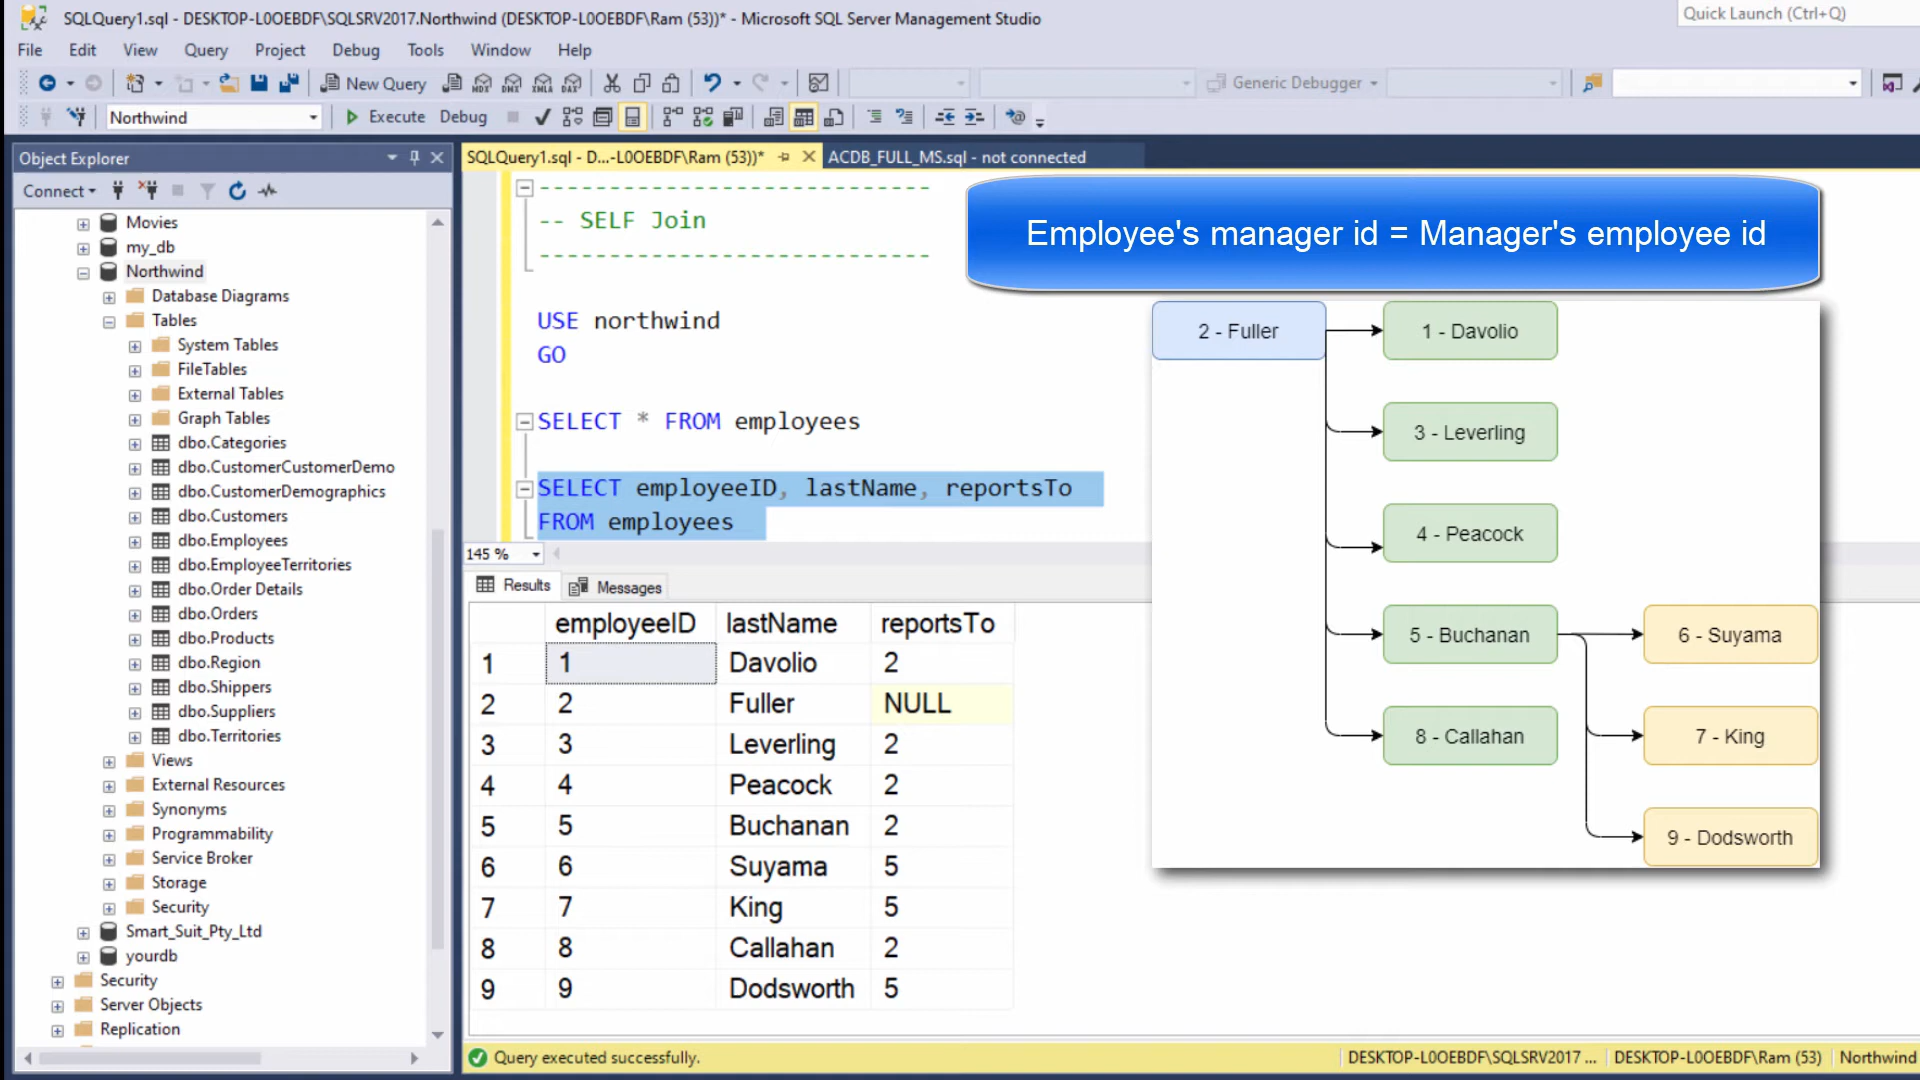 SQLQuery1.sql - DESKTOP-L0OEBDF\SQLSRV2017.Northwind (DESKTOP-L0OEBDF\Ram (53))* - Microsoft SQL Server Management Studio
Quick Launch (Ctrl+Q)
File Edit View Query Project Debug Tools Window Help
New Query
MDX DMX XMLA DAX
Generic Debugger
Northwind
Execute Debug
Object Explorer
Connect
Movies
my_db
Northwind
Database Diagrams
Tables
System Tables
FileTables
External Tables
Graph Tables
dbo.Categories
dbo.CustomerCustomerDemo
dbo.CustomerDemographics
dbo.Customers
dbo.Employees
dbo.EmployeeTerritories
dbo.Order Details
dbo.Orders
dbo.Products
dbo.Region
dbo.Shippers
dbo.Suppliers
dbo.Territories
Views
External Resources
Synonyms
Programmability
Service Broker
Storage
Security
Smart_Suit_Pty_Ltd
yourdb
Security
Server Objects
Replication
SQLQuery1.sql - D...-L0OEBDF\Ram (53))*
ACDB_FULL_MS.sql - not connected
----------------------------
-- SELF Join
----------------------------
USE northwind
GO
SELECT * FROM employees
SELECT employeeID, lastName, reportsTo
FROM employees
Employee's manager id = Manager's employee id
2 - Fuller
1 - Davolio
3 - Leverling
4 - Peacock
5 - Buchanan
6 - Suyama
8 - Callahan
7 - King
9 - Dodsworth
145 %
Results Messages
employeeID lastName reportsTo
1 1 Davolio 2
2 2 Fuller NULL
3 3 Leverling 2
4 4 Peacock 2
5 5 Buchanan 2
6 6 Suyama 5
7 7 King 5
8 8 Callahan 2
9 9 Dodsworth 5
Query executed successfully.
DESKTOP-L0OEBDF\SQLSRV2017 ... DESKTOP-L0OEBDF\Ram (53) Northwind